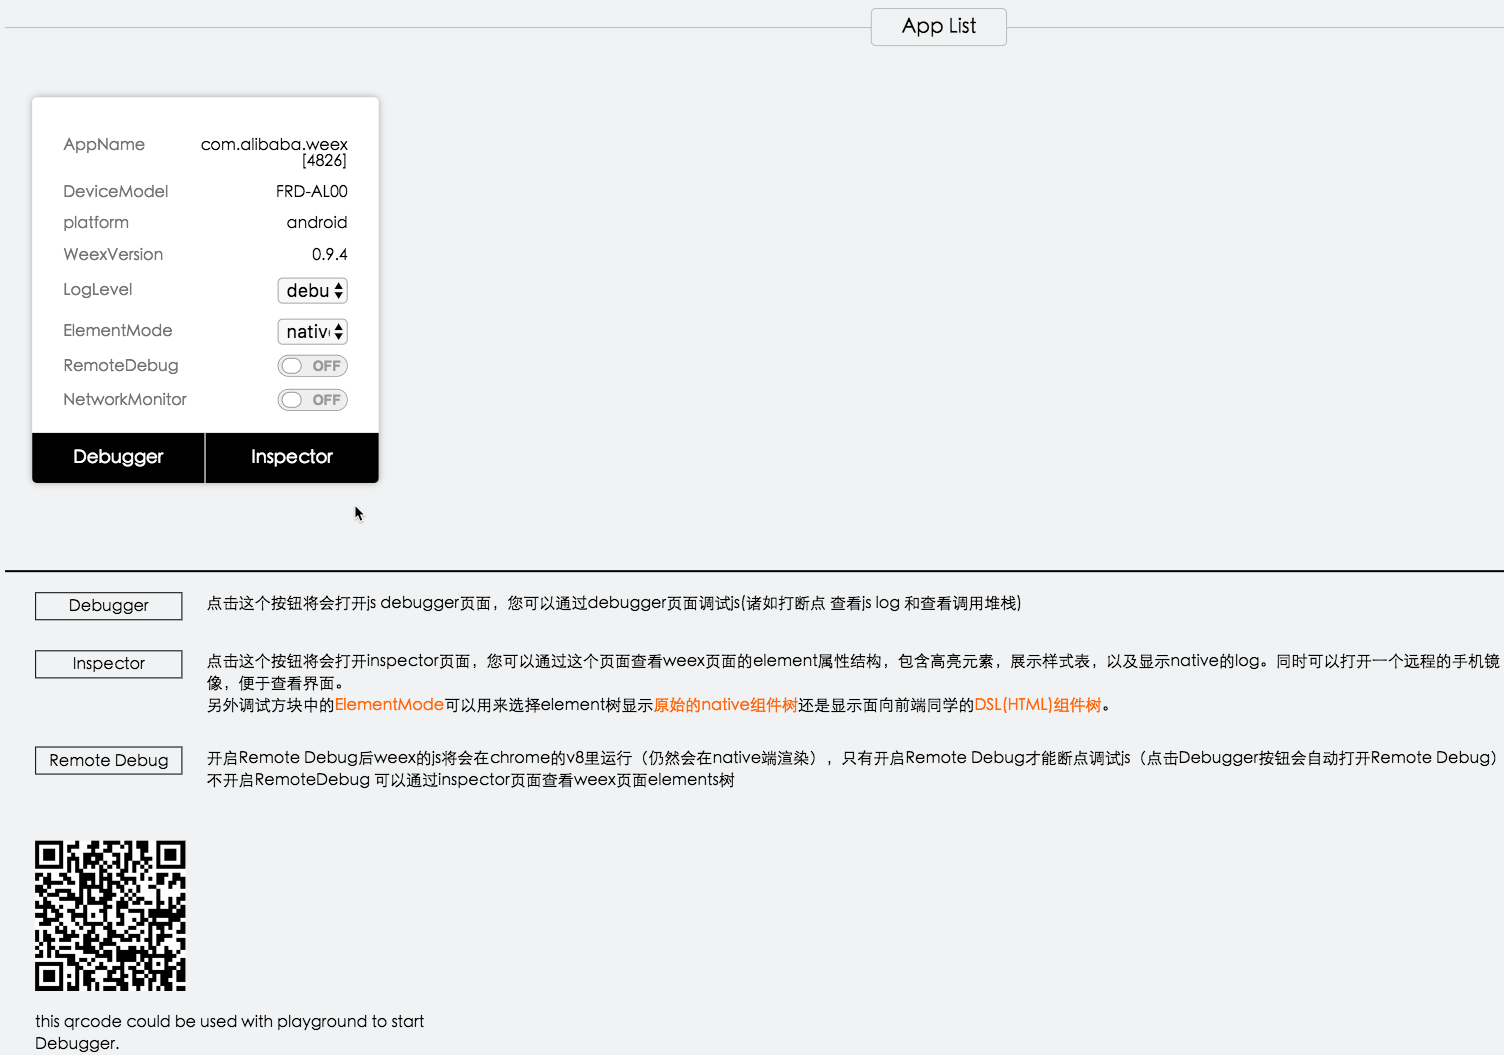 App List
AppName com.alibaba.weex
[4826]
DeviceModel FRD-AL00
platform android
WeexVersion 0.9.4
LogLevel debu
ElementMode nativ
RemoteDebug OFF
NetworkMonitor OFF
Debugger Inspector
Debugger 点击这个按钮将会打开js debugger页面，您可以通过debugger页面调试js(诸如打断点 查看js log 和查看调用堆栈)
Inspector 点击这个按钮将会打开inspector页面，您可以通过这个页面查看weex页面的element属性结构，包含高亮元素，展示样式表，以及显示native的log。同时可以打开一个远程的手机镜
像，便于查看界面。
另外调试方块中的ElementMode可以用来选择element树显示原始的native组件树还是显示面向前端同学的DSL(HTML)组件树。
Remote Debug 开启Remote Debug后weex的js将会在chrome的v8里运行（仍然会在native端渲染），只有开启Remote Debug才能断点调试js（点击Debugger按钮会自动打开Remote Debug）
不开启RemoteDebug 可以通过inspector页面查看weex页面elements树
this qrcode could be used with playground to start
Debugger.